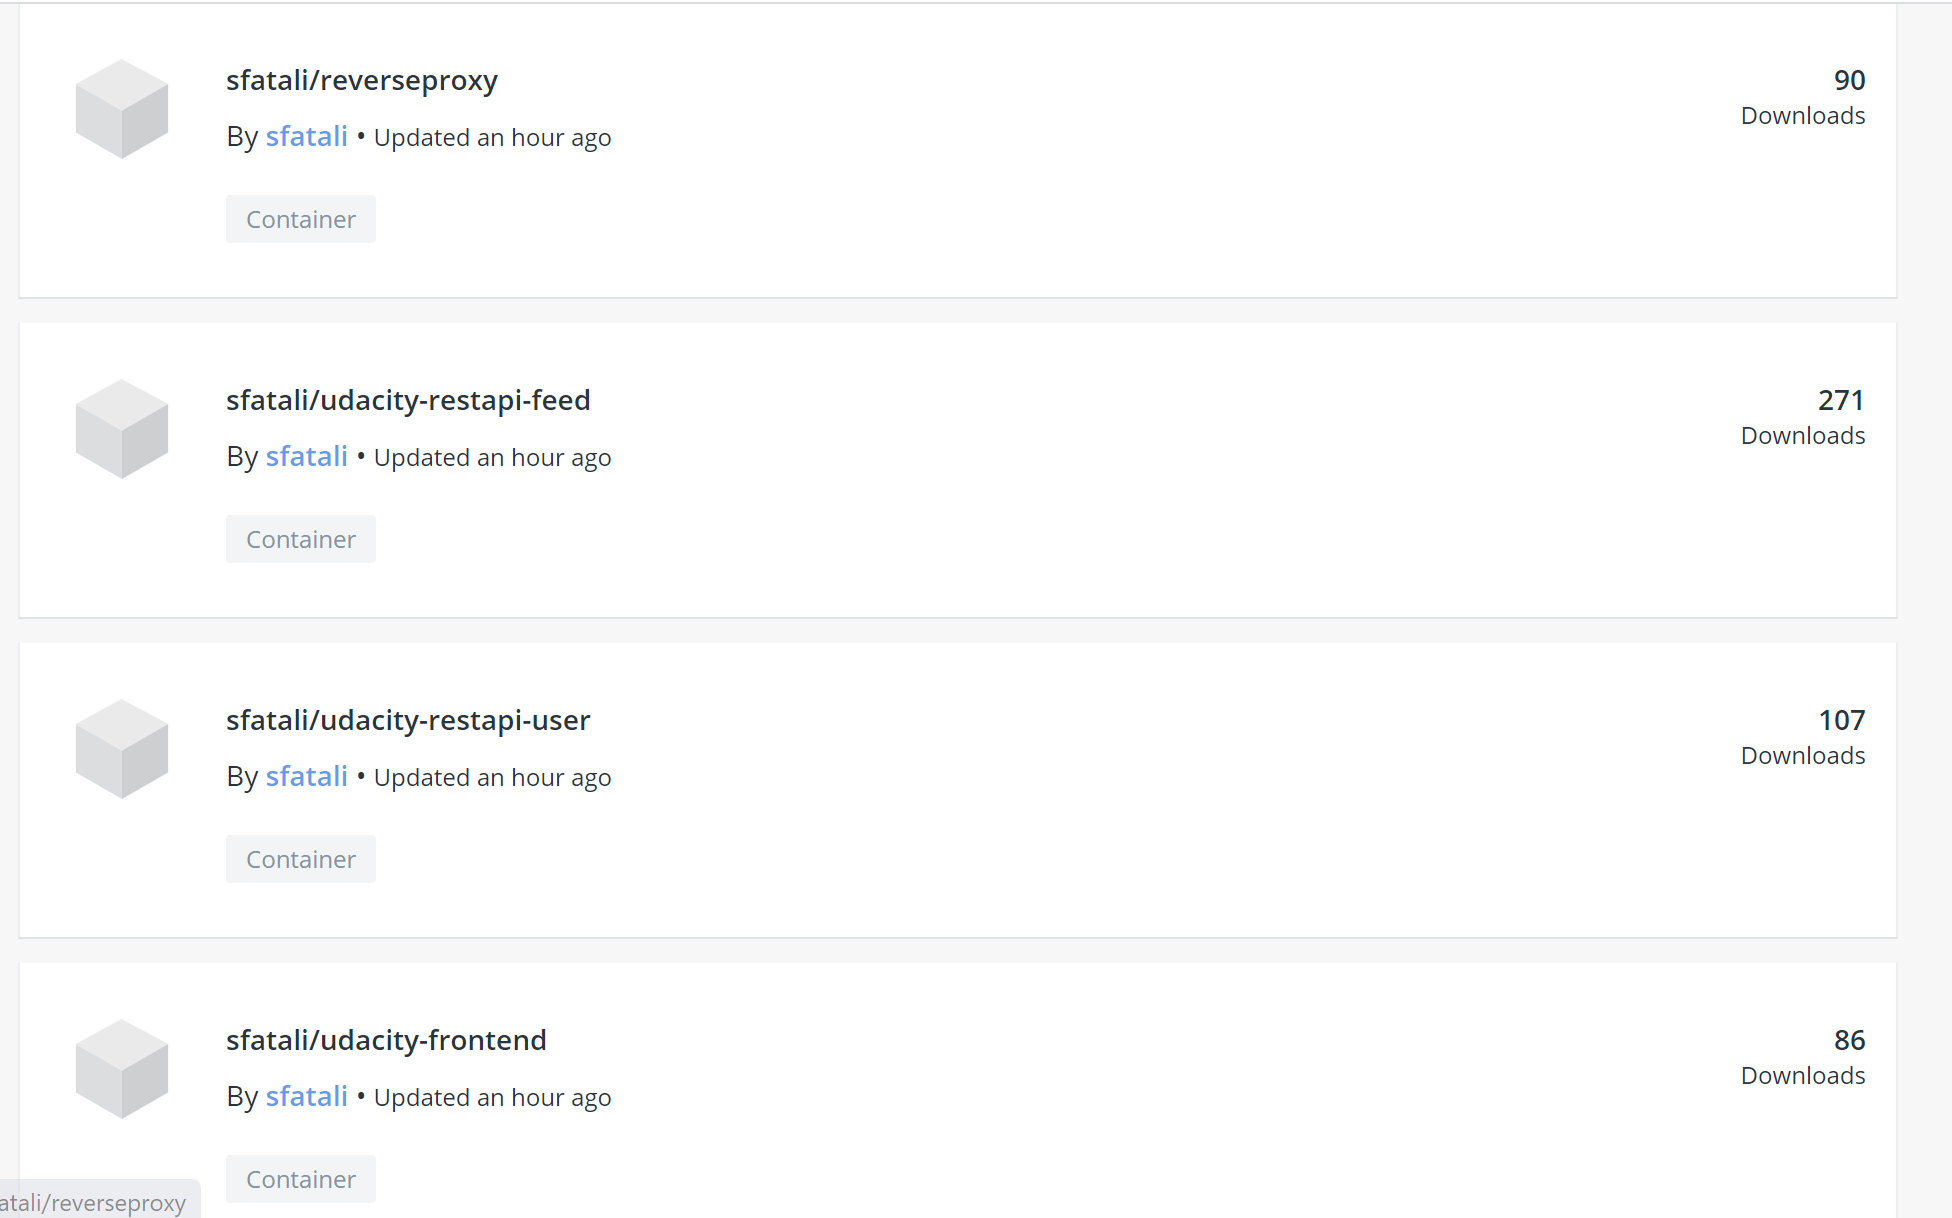 sfatali/reverseproxy
90
By sfatali • Updated an hour ago
Downloads
Container
sfatali/udacity-restapi-feed
271
By sfatali • Updated an hour ago
Downloads
Container
sfatali/udacity-restapi-user
107
By sfatali • Updated an hour ago
Downloads
Container
sfatali/udacity-frontend
86
By sfatali • Updated an hour ago
Downloads
Container
atali/reverseproxy